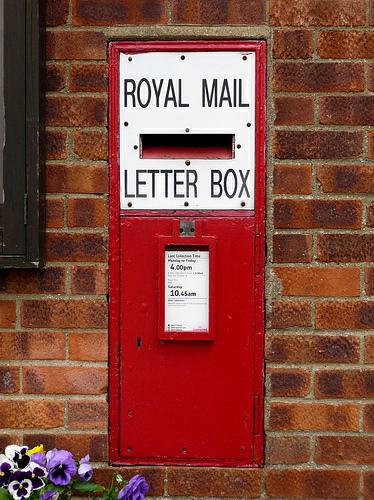 ROYAL MAIL
LETTER BOX
Last Collection Time
Monday to Friday
4.00pm
Saturday
10.45am